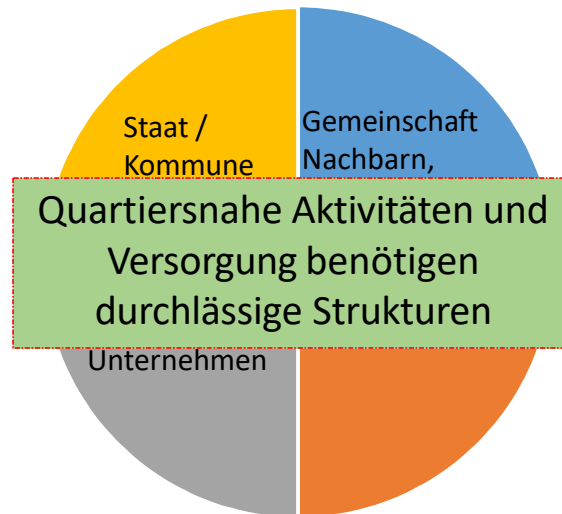 Staat /
Kommune
Gemeinschaft
Nachbarn,
Quartiersnahe Aktivitäten und
Versorgung benötigen
durchlässige Strukturen
Unternehmen